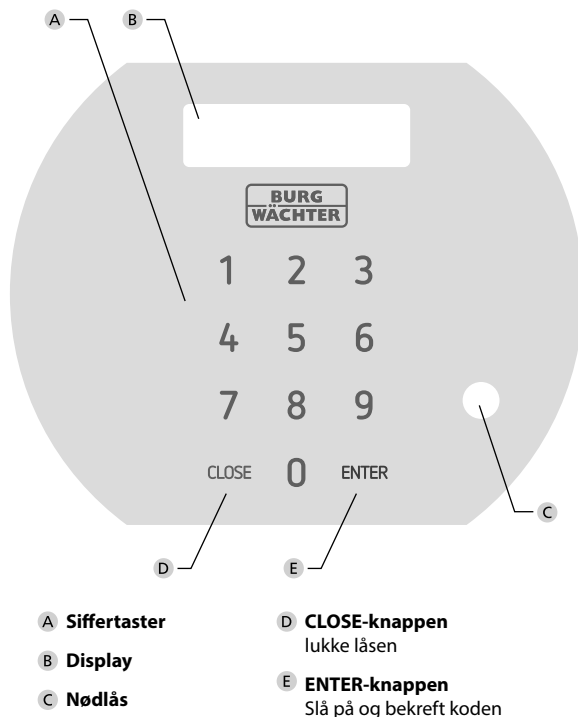 A B
BURG
WÄCHTER
1 2 3
4 5 6
7 8 9
CLOSE 0 ENTER
C
D E
A Siffertaster
B Display
C Nødlås
D CLOSE-knappen
lukke låsen
E ENTER-knappen
Slå på og bekreft koden